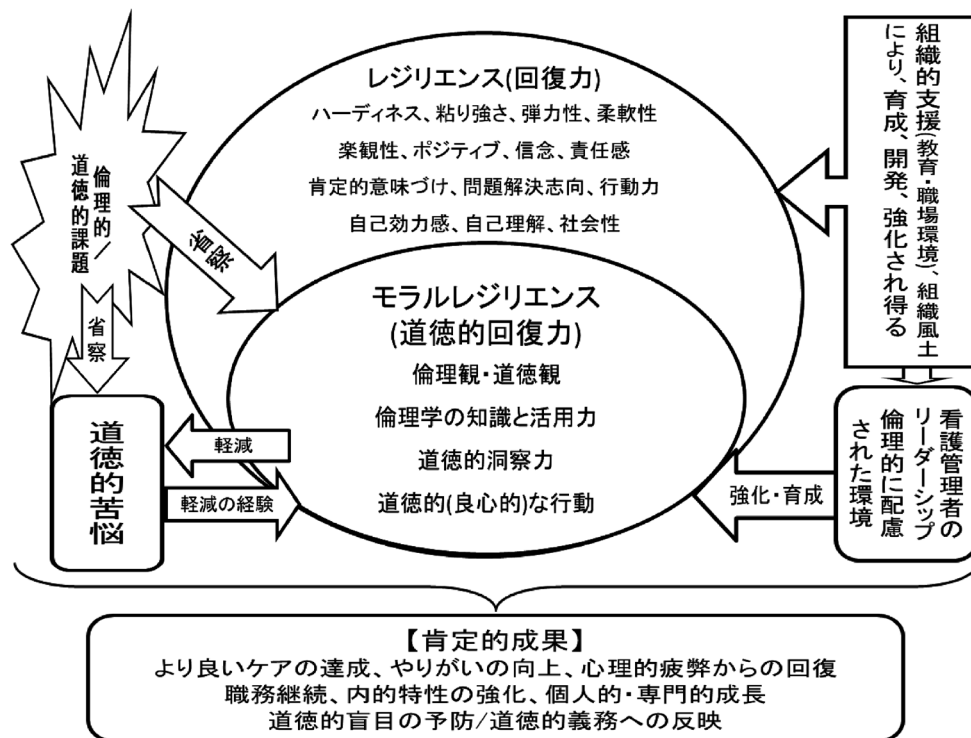 レジリエンス(回復力)
ハーディネス、粘り強さ、弾力性、柔軟性
楽観性、ポジティブ、信念、責任感
肯定的意味づけ、問題解決志向、行動力
自己効力感、自己理解、社会性
モラルレジリエンス
(道徳的回復力)
倫理観・道徳観
倫理学の知識と活用力
道徳的洞察力
道徳的(良心的)な行動
倫理的/
道徳的課題
省察
省察
道徳的苦悩
軽減
軽減の経験
組織的支援(教育・職場環境)、組織風土
により、育成、開発、強化され得る
看護管理者の
リーダーシップ
倫理的に配慮
された環境
強化・育成
【肯定的成果】
より良いケアの達成、やりがいの向上、心理的疲弊からの回復
職務継続、内的特性の強化、個人的・専門的成長
道徳的盲目の予防/道徳的義務への反映